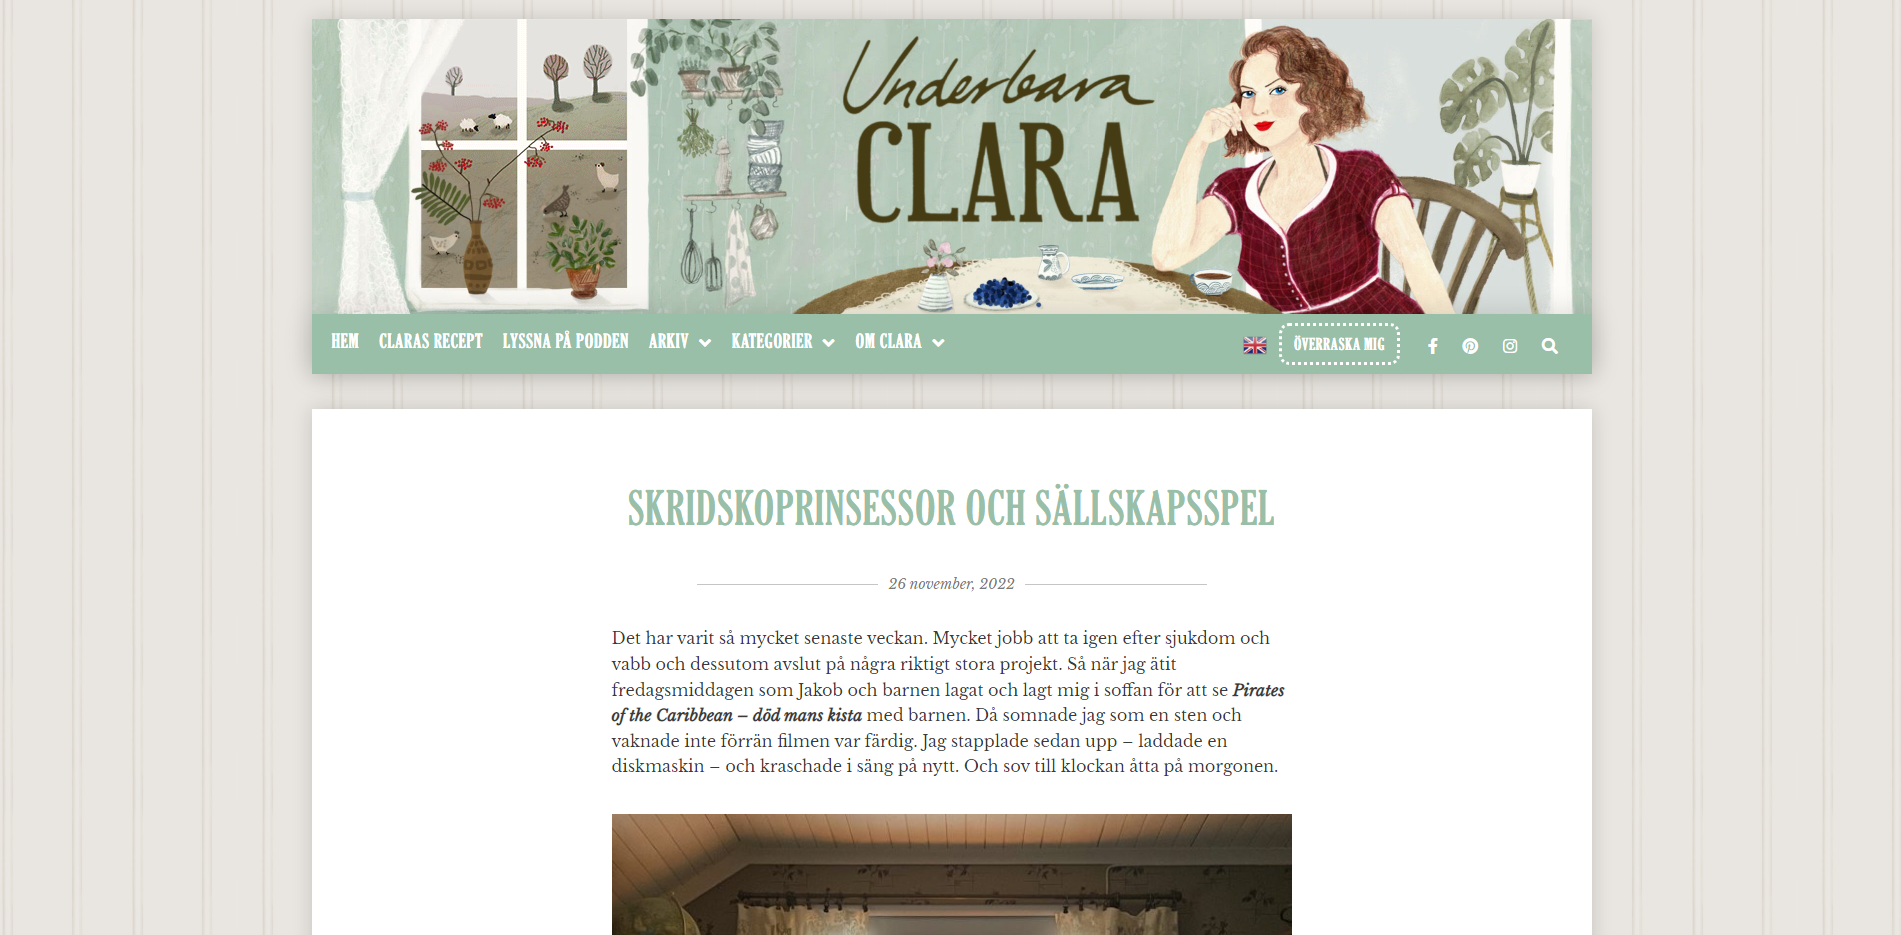 Underbara
CLARA
HEM CLARAS RECEPT LYSSNA PÅ PODDEN ARKIV KATEGORIER OM CLARA ÖVERRASKA MIG
SKRIDSKOPRINSESSOR OCH SÄLLSKAPSSPEL
26 november, 2022
Det har varit så mycket senaste veckan. Mycket jobb att ta igen efter sjukdom och
vabb och dessutom avslut på några riktigt stora projekt. Så när jag ätit
fredagsmiddagen som Jakob och barnen lagat och lagt mig i soffan för att se Pirates
of the Caribbean – död mans kista med barnen. Då somnade jag som en sten och
vaknade inte förrän filmen var färdig. Jag stapplade sedan upp – laddade en
diskmaskin – och kraschade i säng på nytt. Och sov till klockan åtta på morgonen.